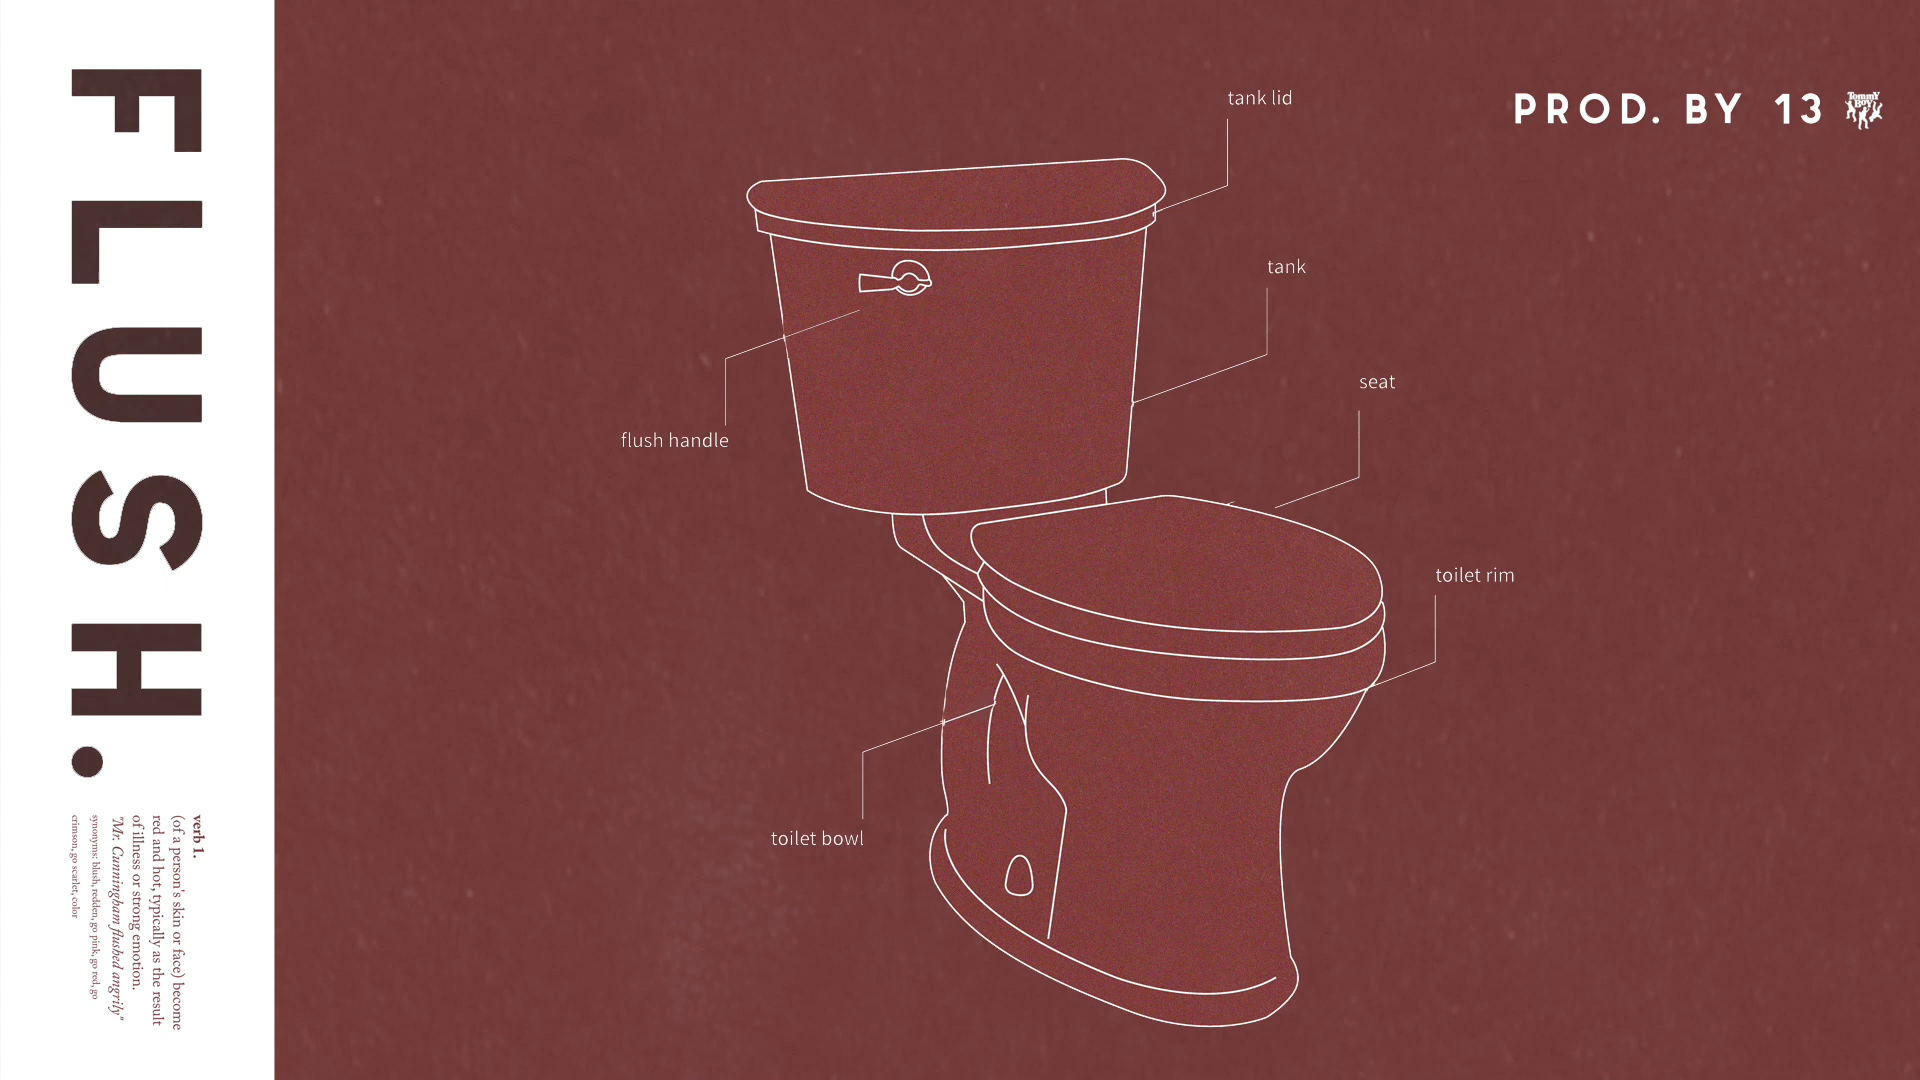 FLUSH.
verb 1.
(of a person's skin or face) become
red and hot, typically as the result
of illness or strong emotion.
"Mr. Cunningham flushed angrily"
synonyms: blush, redden, go pink, go red, go
crimson, go scarlet, color
PROD. BY 13
TommY
Boy
tank lid
tank
seat
flush handle
toilet rim
toilet bowl